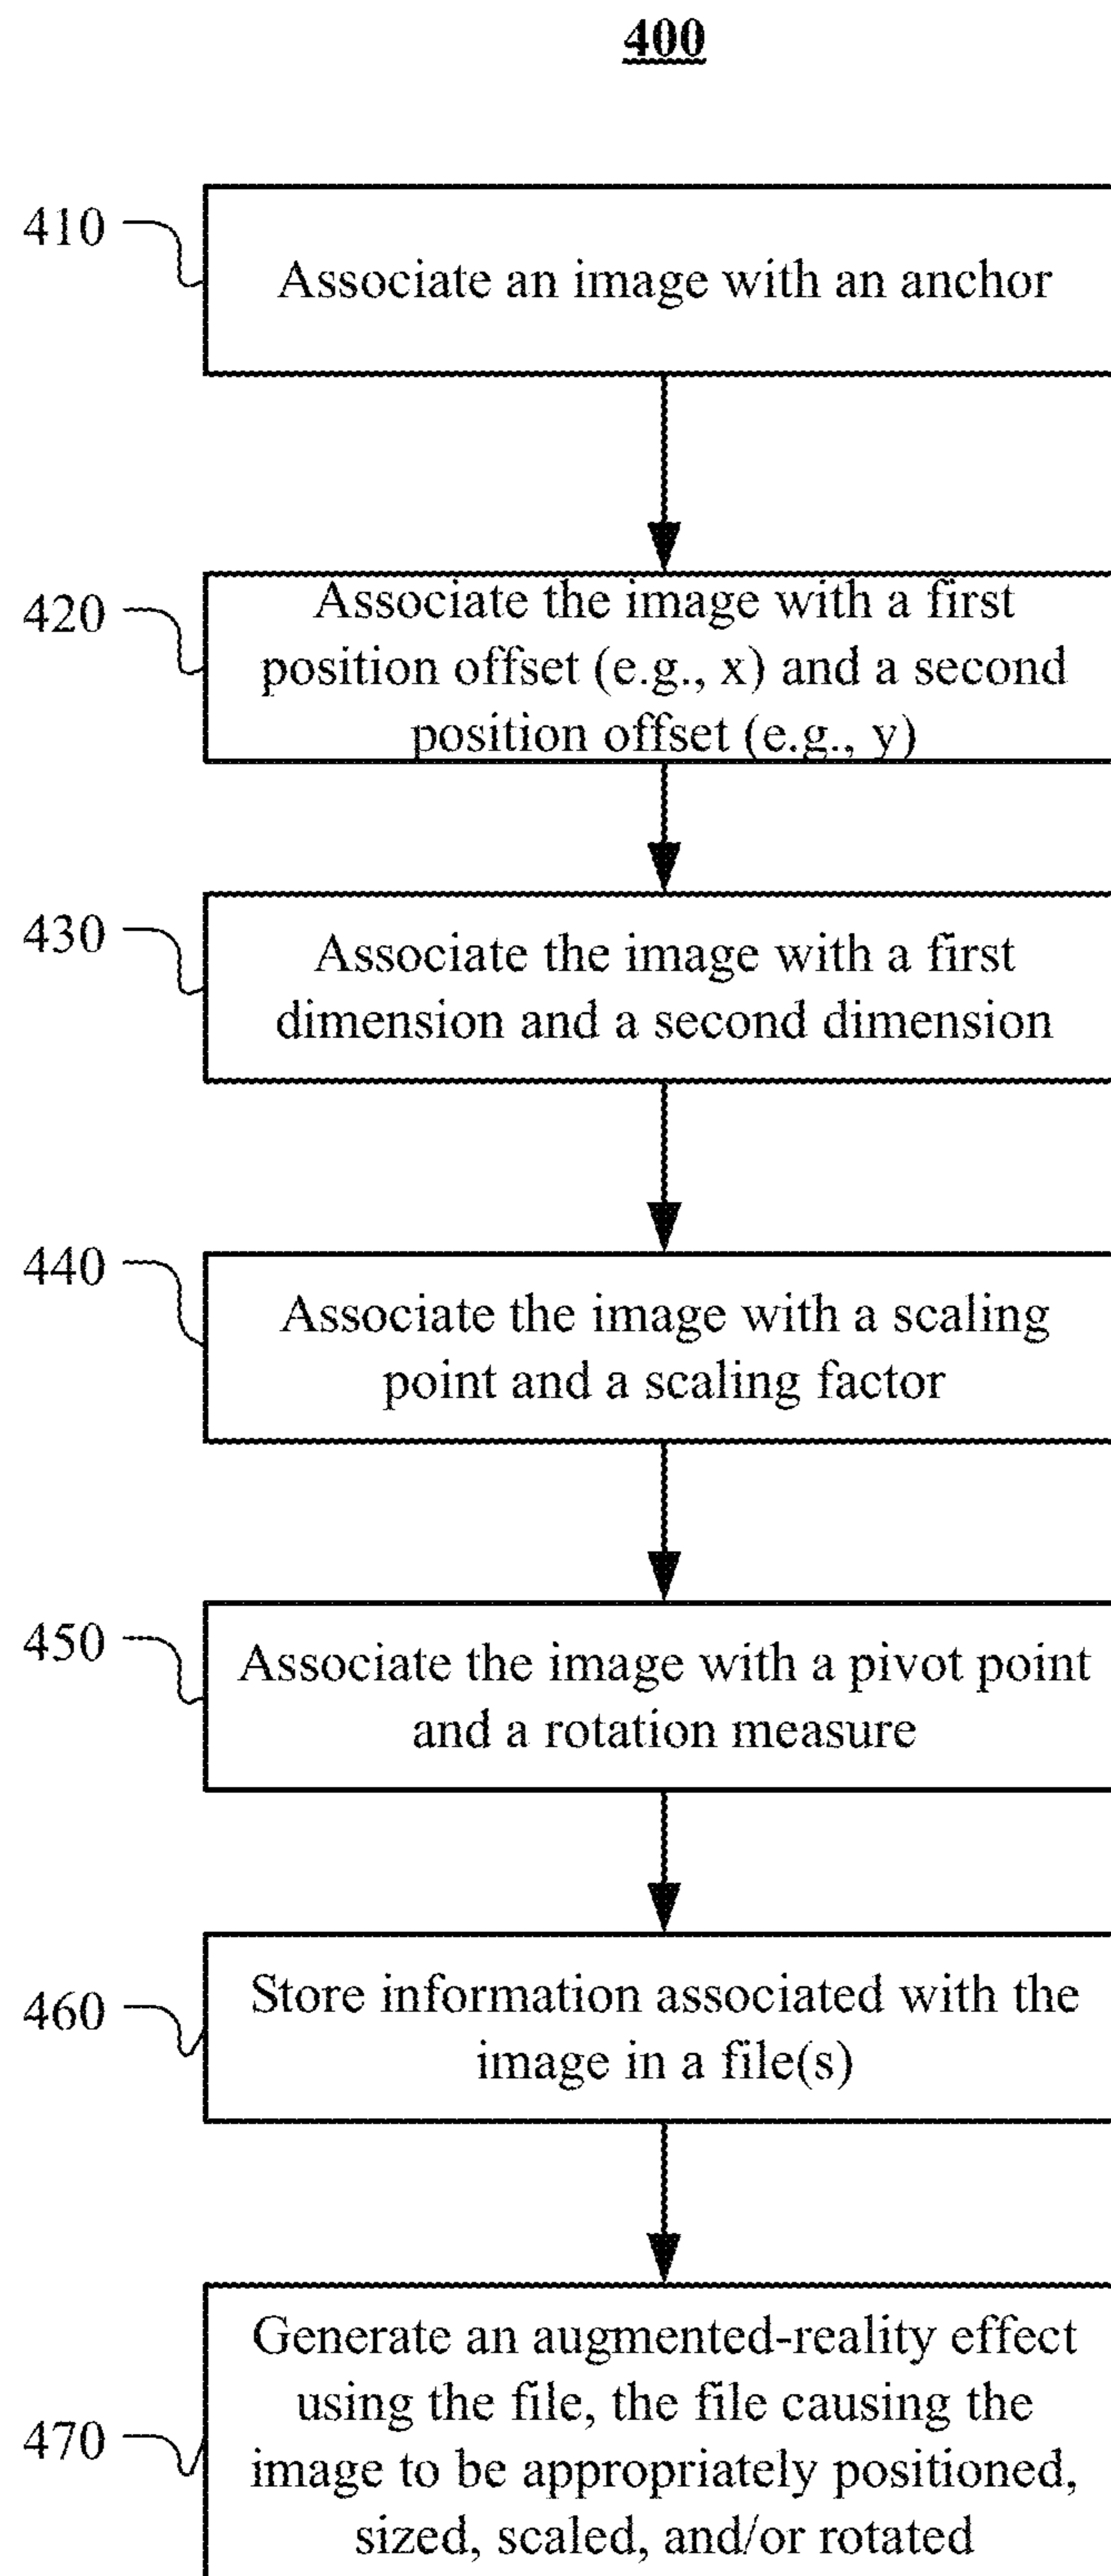 400
410
Associate an image with an anchor
420
Associate the image with a first
position offset (e.g., x) and a second
position offset (e.g., y)
430
Associate the image with a first
dimension and a second dimension
440
Associate the image with a scaling
point and a scaling factor
450
Associate the image with a pivot point
and a rotation measure
460
Store information associated with the
image in a file(s)
470
Generate an augmented-reality effect
using the file, the file causing the
image to be appropriately positioned,
sized, scaled, and/or rotated